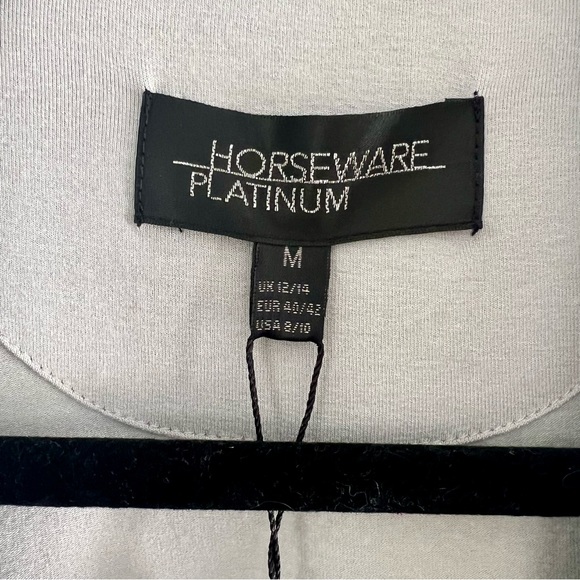 HORSEWARE
PLATINUM
M
UK 12/14
EUR 40/42
USA 8/10